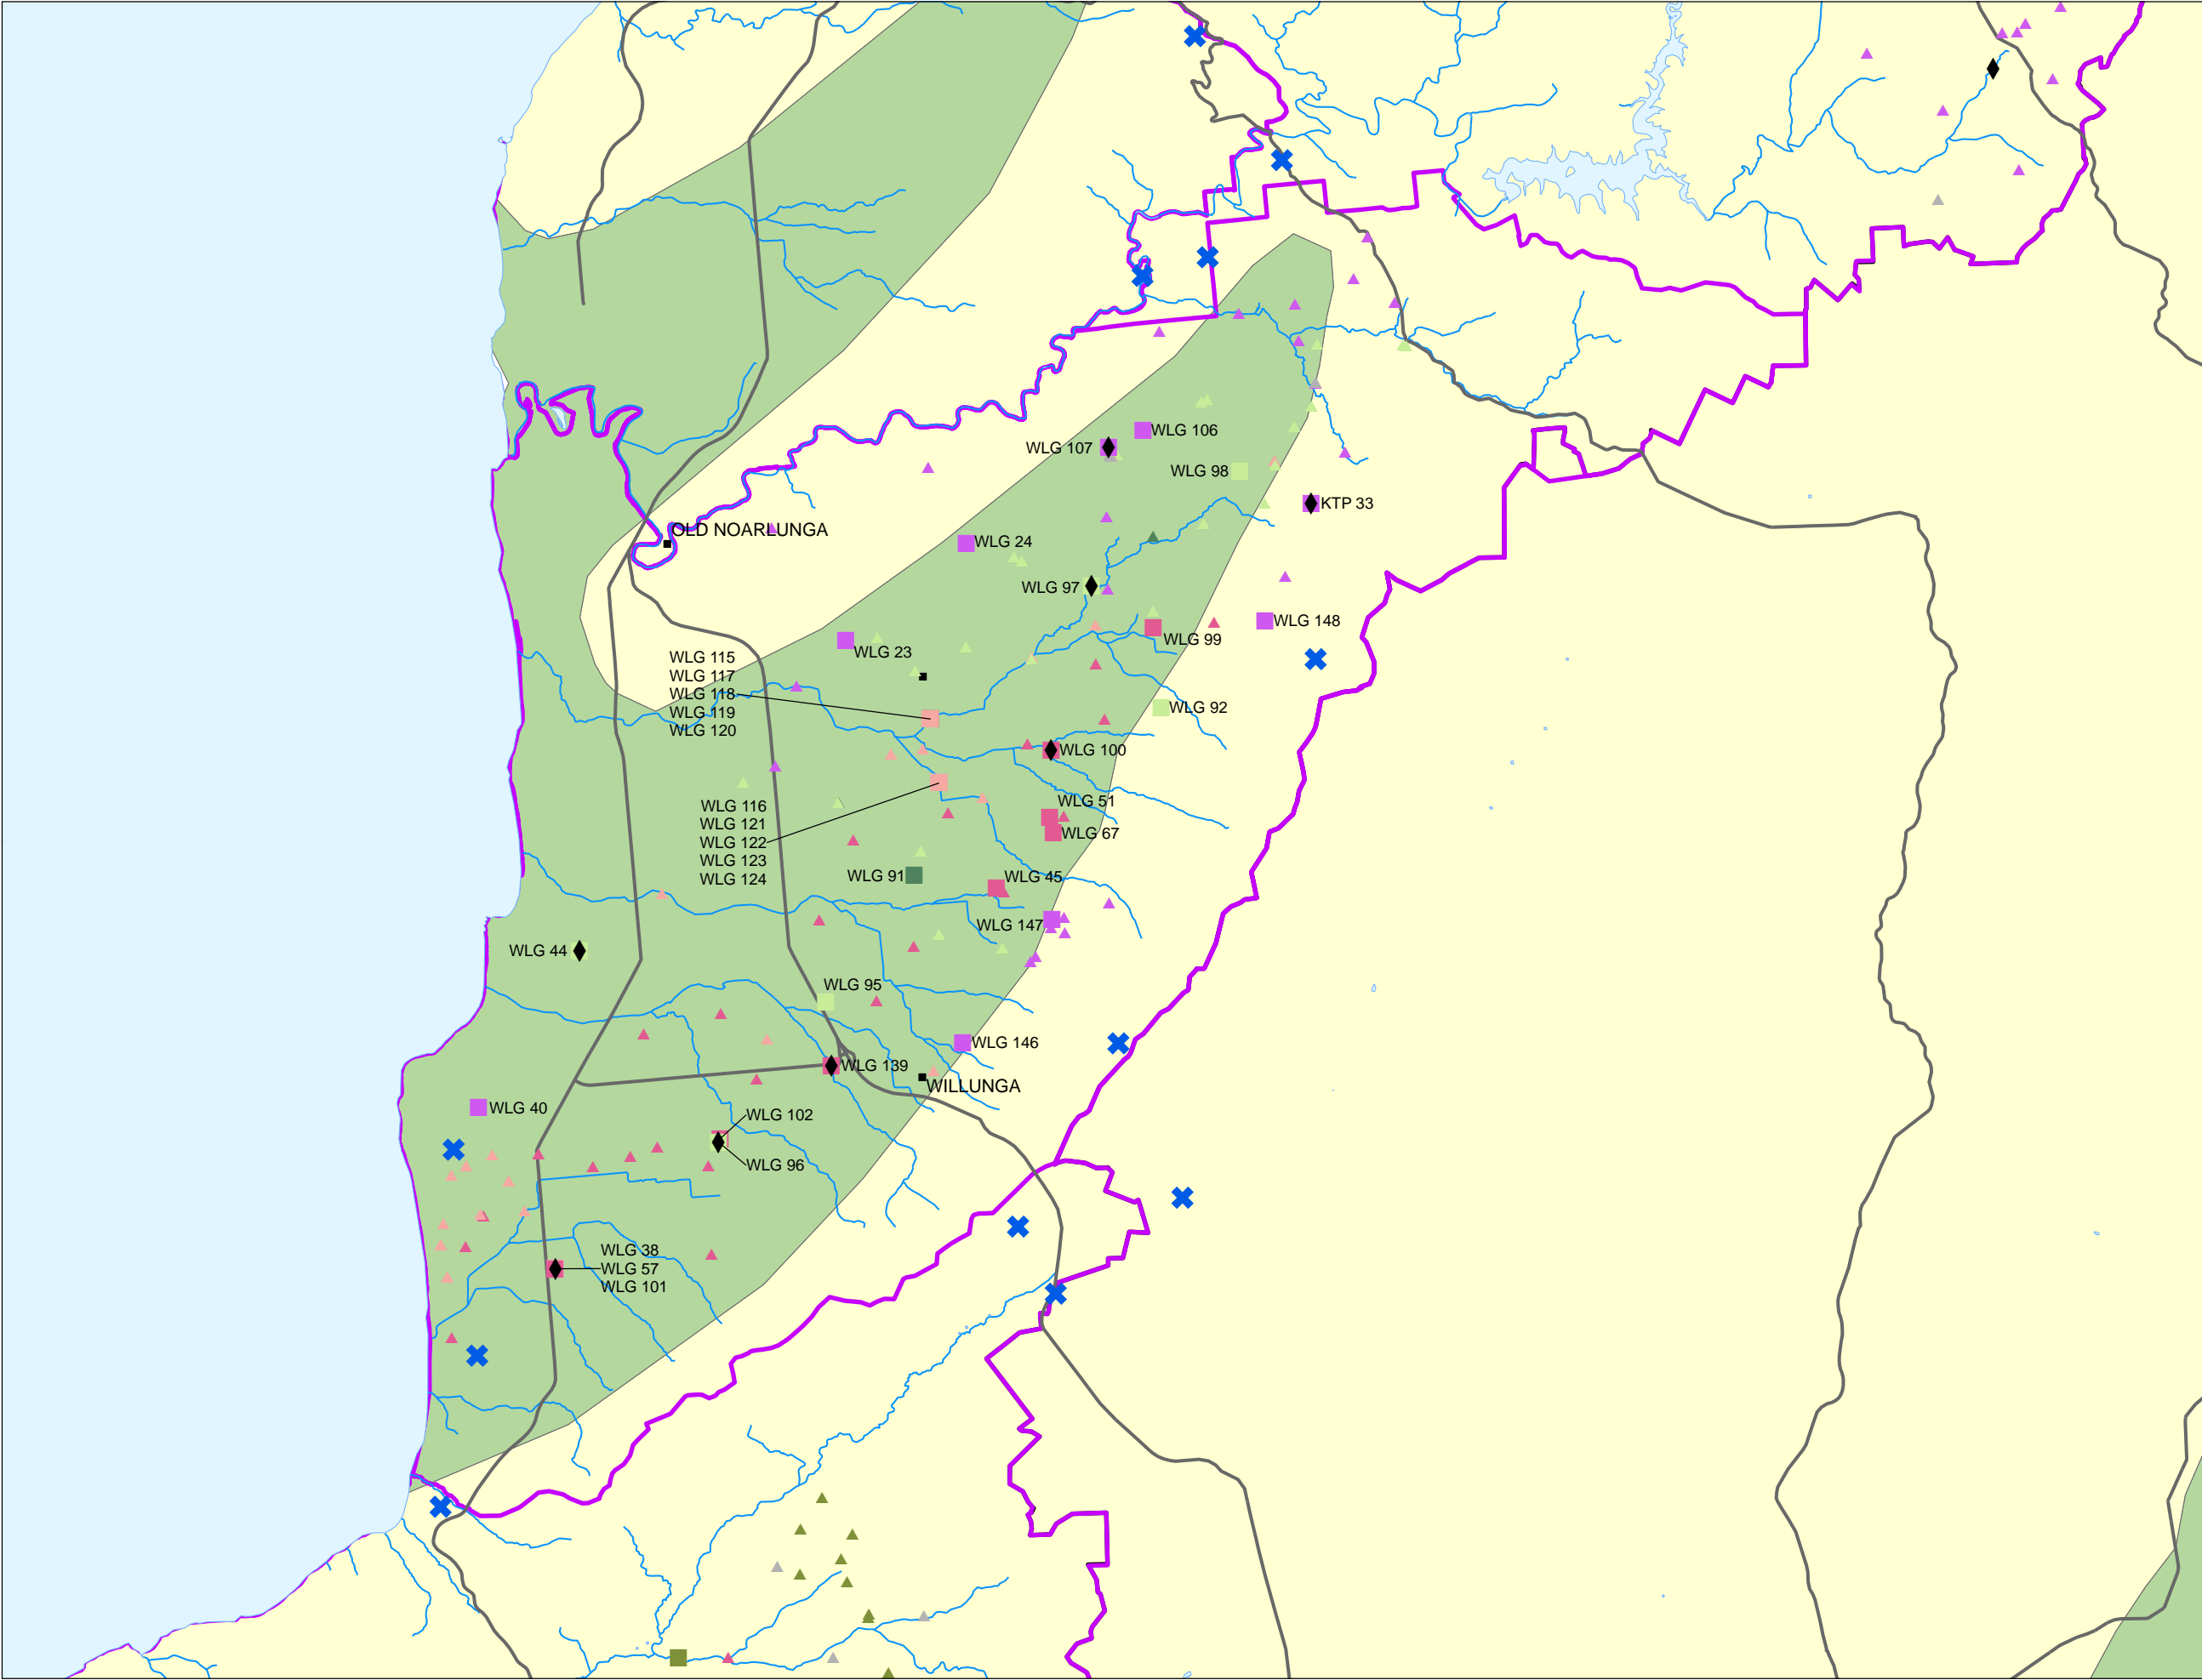 WLG 106
WLG 107
WLG 98
KTP 33
OLD NOARLUNGA
WLG 24
WLG 97
WLG 148
WLG 99
WLG 23
WLG 115
WLG 117
WLG 118
WLG 119
WLG 120
WLG 92
WLG 100
WLG 51
WLG 116
WLG 121
WLG 122
WLG 123
WLG 124
WLG 67
WLG 91
WLG 45
WLG 147
WLG 44
WLG 95
WLG 146
WLG 139
WILLUNGA
WLG 40
WLG 102
WLG 96
WLG 38
WLG 57
WLG 101